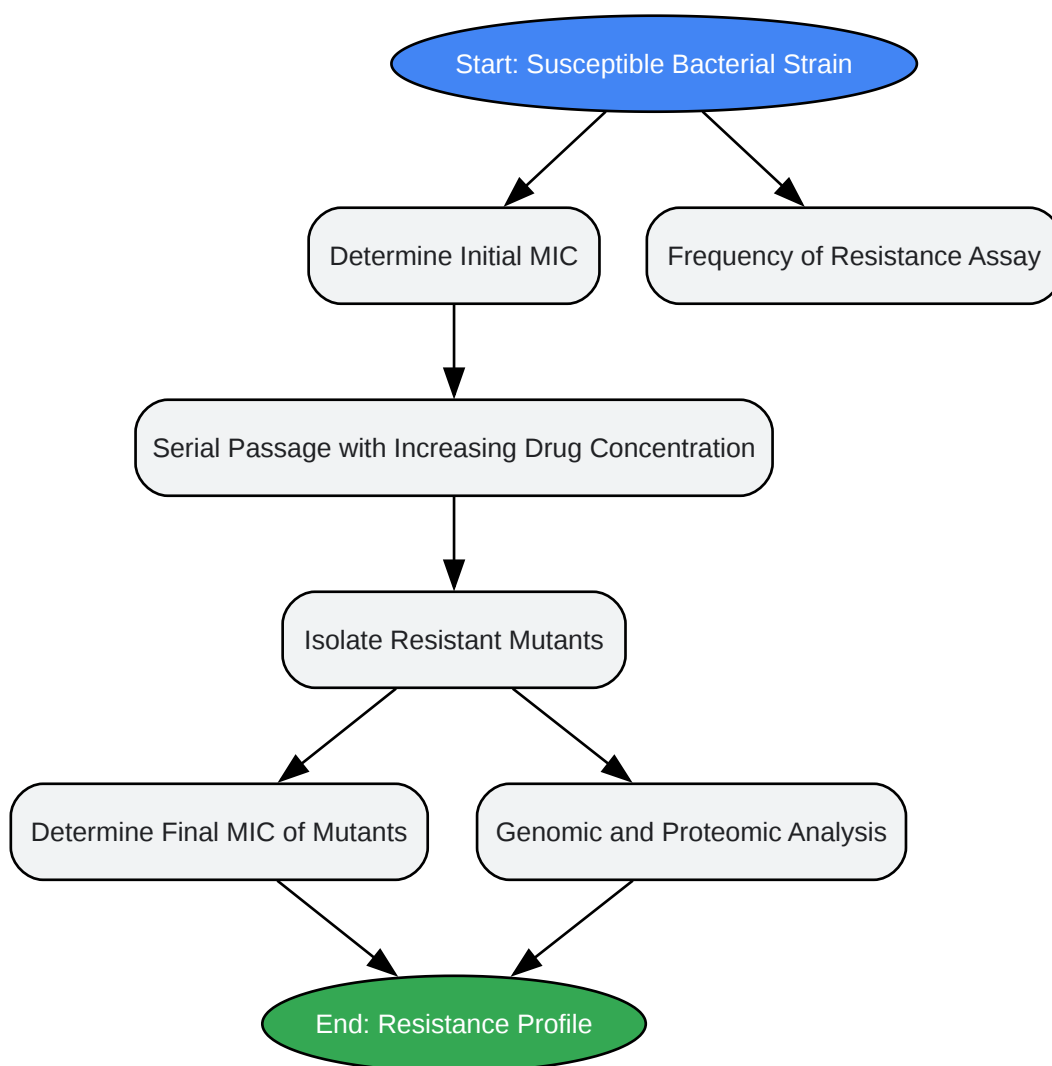 Start: Susceptible Bacterial Strain
Determine Initial MIC
Frequency of Resistance Assay
Serial Passage with Increasing Drug Concentration
Isolate Resistant Mutants
Determine Final MIC of Mutants
Genomic and Proteomic Analysis
End: Resistance Profile